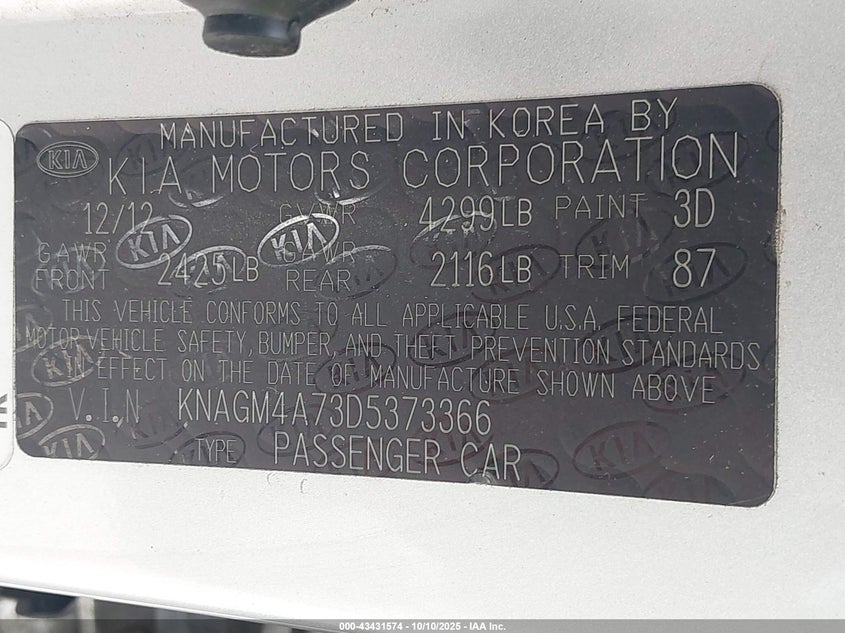 MANUFACTURED IN KOREA BY
KIA KIA MOTORS CORPORATION
12/12 GVWR 4299LB PAINT 3D
GAWR FRONT 2425LB GAWR REAR 2116LB TRIM 87
THIS VEHICLE CONFORMS TO ALL APPLICABLE U.S.A. FEDERAL
MOTOR VEHICLE SAFETY, BUMPER, AND THEFT PREVENTION STANDARDS
IN EFFECT ON THE DATE OF MANUFACTURE SHOWN ABOVE
V.I.N KNAGM4A73D5373366
TYPE PASSENGER CAR
000-43431574 - 10/10/2025 - IAA Inc.